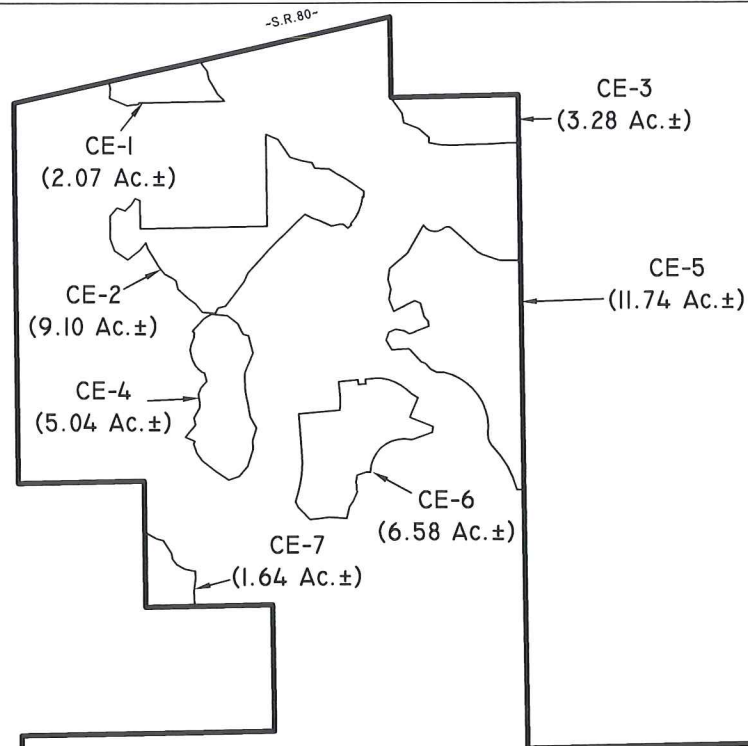 -S.R.80-
CE-1
(2.07 Ac.±)
CE-3
(3.28 Ac.±)
CE-2
(9.10 Ac.±)
CE-5
(11.74 Ac.±)
CE-4
(5.04 Ac.±)
CE-6
(6.58 Ac.±)
CE-7
(1.64 Ac.±)